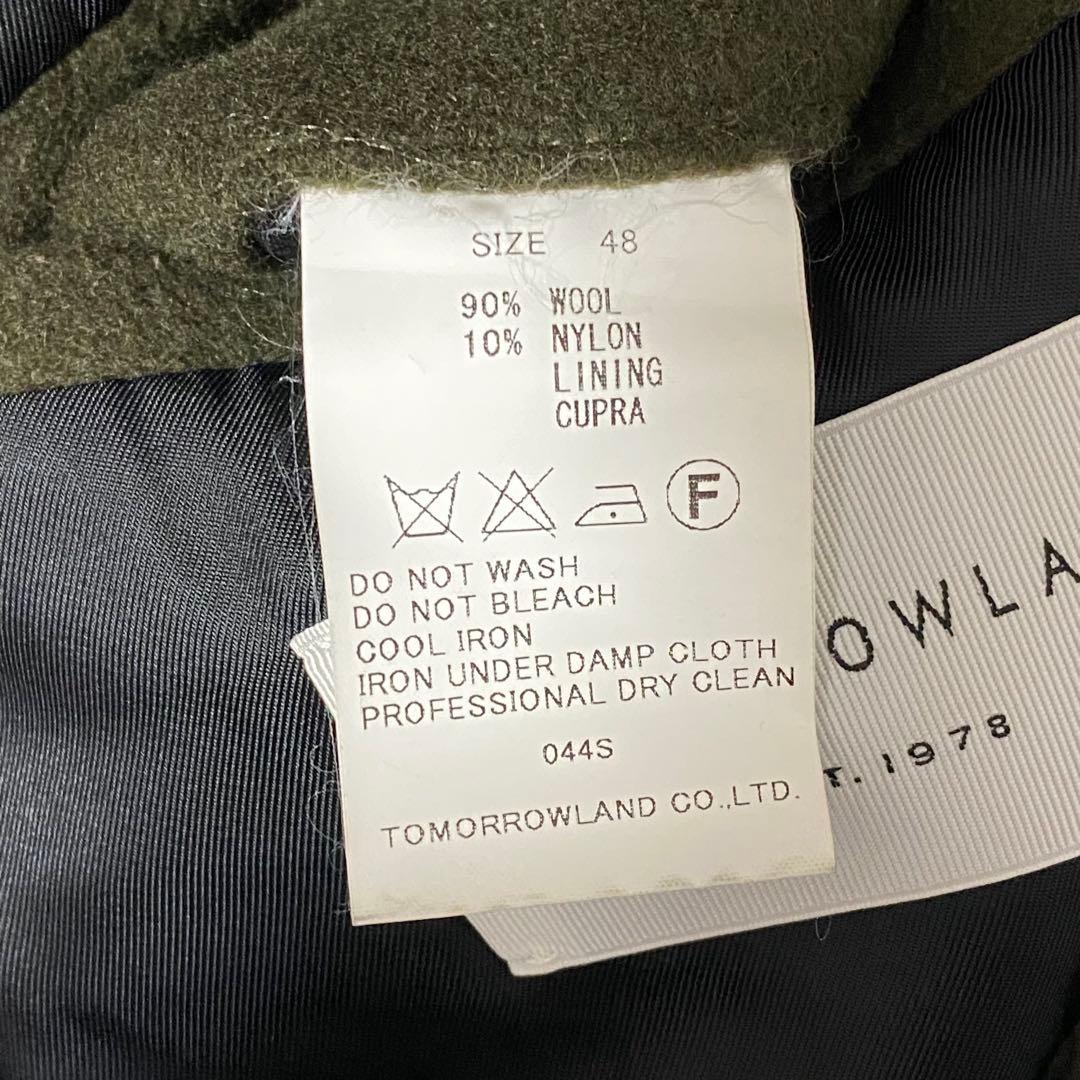 SIZE 48
90% WOOL
10% NYLON
LINING
CUPRA
F
DO NOT WASH
DO NOT BLEACH
COOL IRON
IRON UNDER DAMP CLOTH
PROFESSIONAL DRY CLEAN
044S
TOMORROWLAND CO.,LTD.
OWLA
T. 1978